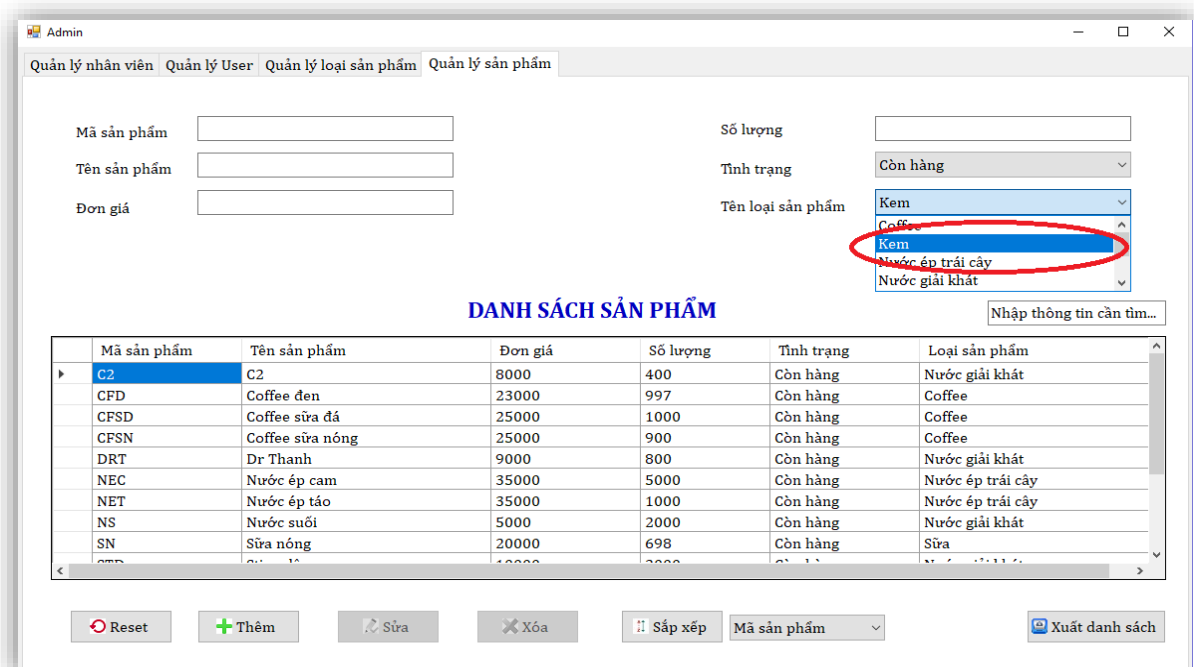 Admin
Quản lý nhân viên Quản lý User Quản lý loại sản phẩm Quản lý sản phẩm
Mã sản phẩm Số lượng
Tên sản phẩm Tình trạng Còn hàng
Đơn giá Tên loại sản phẩm Kem
Coffee
Kem
Nước ép trái cây
Nước giải khát
DANH SÁCH SẢN PHẨM Nhập thông tin cần tìm...
Mã sản phẩm Tên sản phẩm Đơn giá Số lượng Tình trạng Loại sản phẩm
C2 C2 8000 400 Còn hàng Nước giải khát
CFD Coffee đen 23000 997 Còn hàng Coffee
CFSD Coffee sữa đá 25000 1000 Còn hàng Coffee
CFSN Coffee sữa nóng 25000 900 Còn hàng Coffee
DRT Dr Thanh 9000 800 Còn hàng Nước giải khát
NEC Nước ép cam 35000 5000 Còn hàng Nước ép trái cây
NET Nước ép táo 35000 1000 Còn hàng Nước ép trái cây
NS Nước suối 5000 2000 Còn hàng Nước giải khát
SN Sữa nóng 20000 698 Còn hàng Sữa
Reset Thêm Sửa Xóa Sắp xếp Mã sản phẩm Xuất danh sách